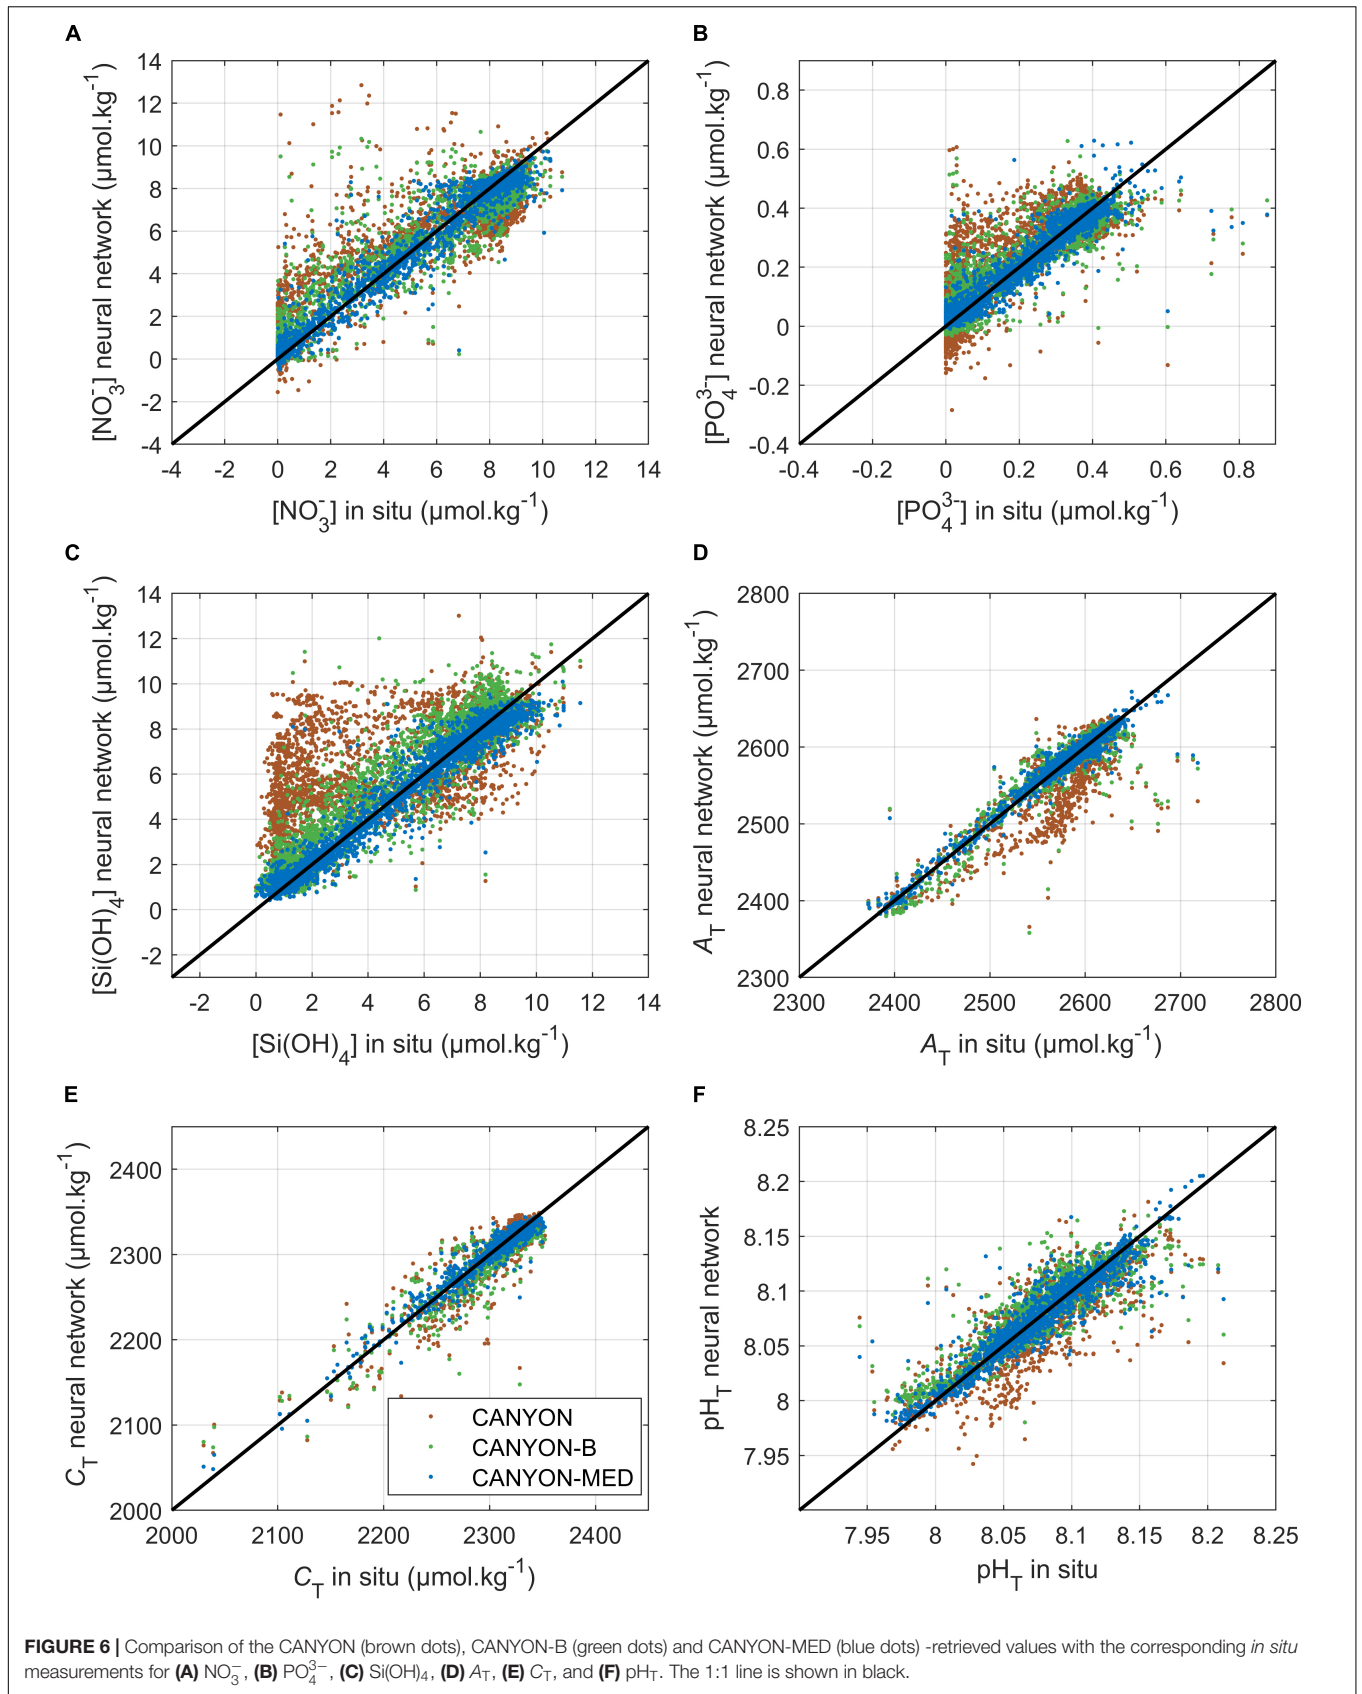 A
14
12
10
8
6
4
2
0
-2
-4
-4 -2 0 2 4 6 8 10 12 14
[NO₃⁻] neural network (µmol.kg⁻¹)
[NO₃⁻] in situ (µmol.kg⁻¹)
B
0.8
0.6
0.4
0.2
0
-0.2
-0.4
-0.4 -0.2 0 0.2 0.4 0.6 0.8
[PO₄³⁻] neural network (µmol.kg⁻¹)
[PO₄³⁻] in situ (µmol.kg⁻¹)
C
14
12
10
8
6
4
2
0
-2
-2 0 2 4 6 8 10 12 14
[Si(OH)₄] neural network (µmol.kg⁻¹)
[Si(OH)₄] in situ (µmol.kg⁻¹)
D
2800
2700
2600
2500
2400
2300
2300 2400 2500 2600 2700 2800
A_T neural network (µmol.kg⁻¹)
A_T in situ (µmol.kg⁻¹)
E
2400
2300
2200
2100
2000
2000 2100 2200 2300 2400
C_T neural network (µmol.kg⁻¹)
C_T in situ (µmol.kg⁻¹)
CANYON
CANYON-B
CANYON-MED
F
8.25
8.2
8.15
8.1
8.05
8
7.95
7.95 8 8.05 8.1 8.15 8.2 8.25
pH_T neural network
pH_T in situ
FIGURE 6 | Comparison of the CANYON (brown dots), CANYON-B (green dots) and CANYON-MED (blue dots) -retrieved values with the corresponding in situ
measurements for (A) NO₃⁻, (B) PO₄³⁻, (C) Si(OH)₄, (D) A_T, (E) C_T, and (F) pH_T. The 1:1 line is shown in black.